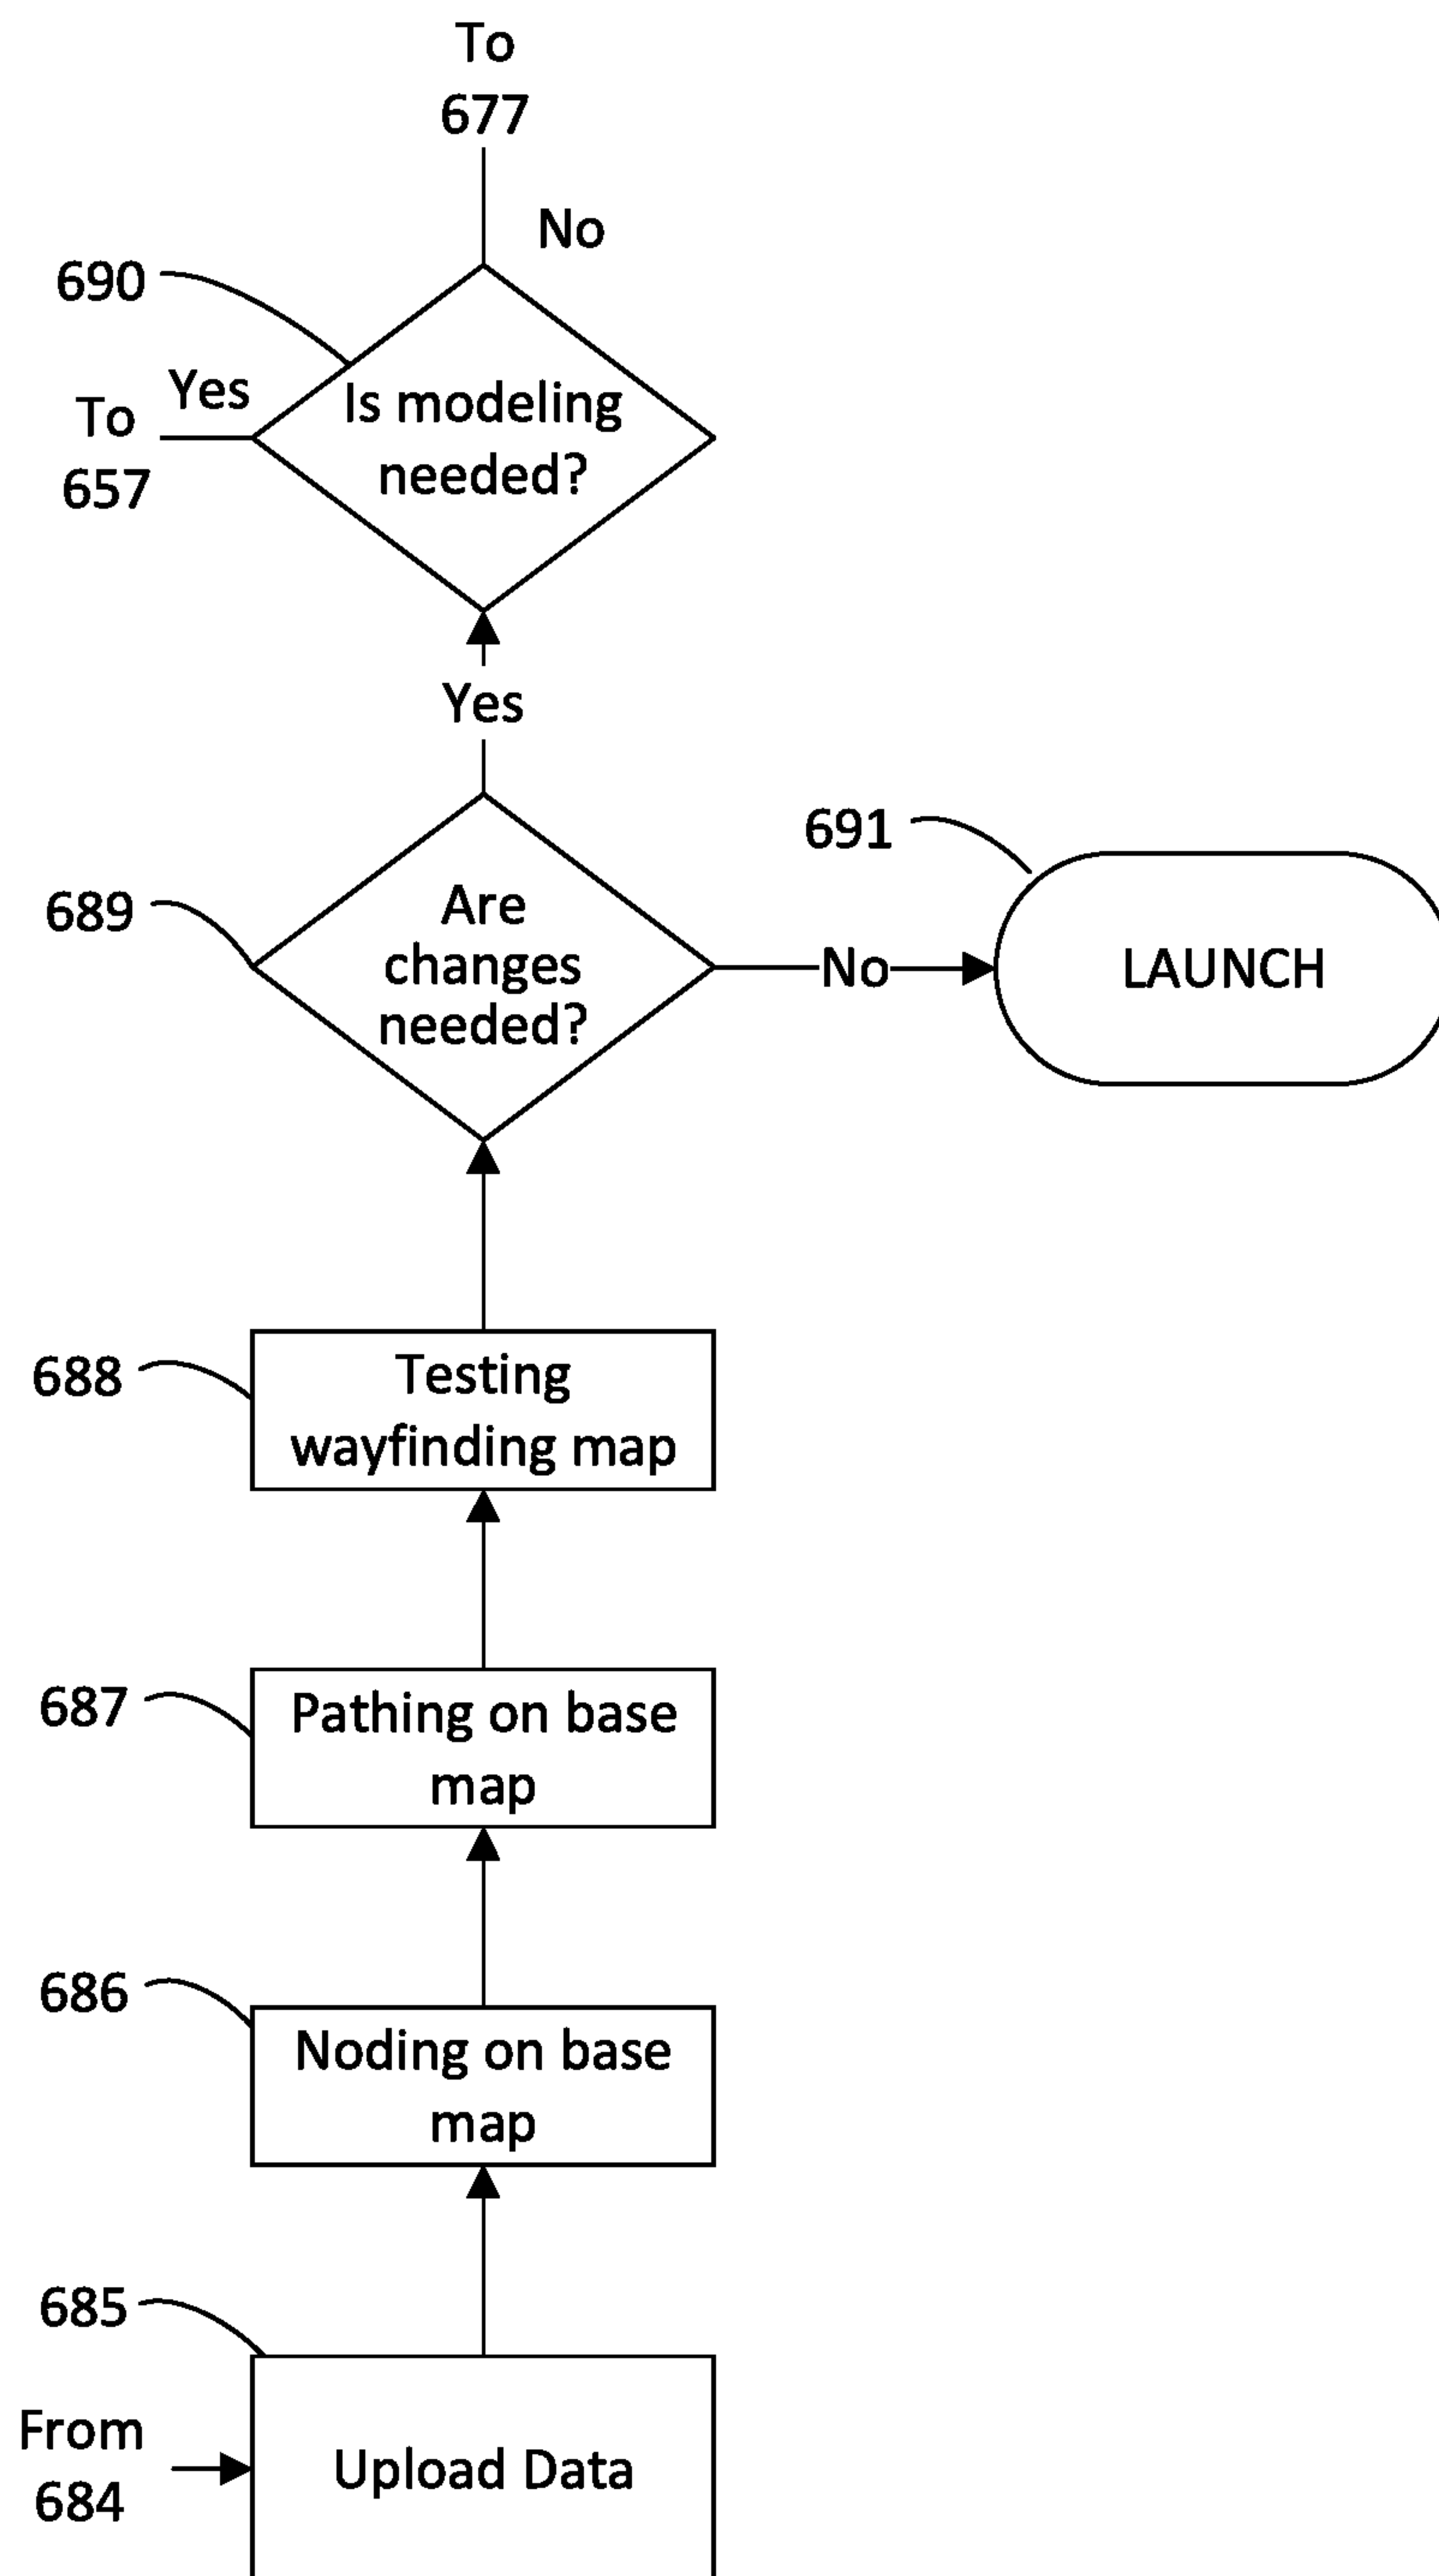 To
677
No
690
Yes
To
657
Is modeling
needed?
Yes
691
689
Are
changes
needed?
No
LAUNCH
688
Testing
wayfinding map
687
Pathing on base
map
686
Noding on base
map
685
From
684
Upload Data